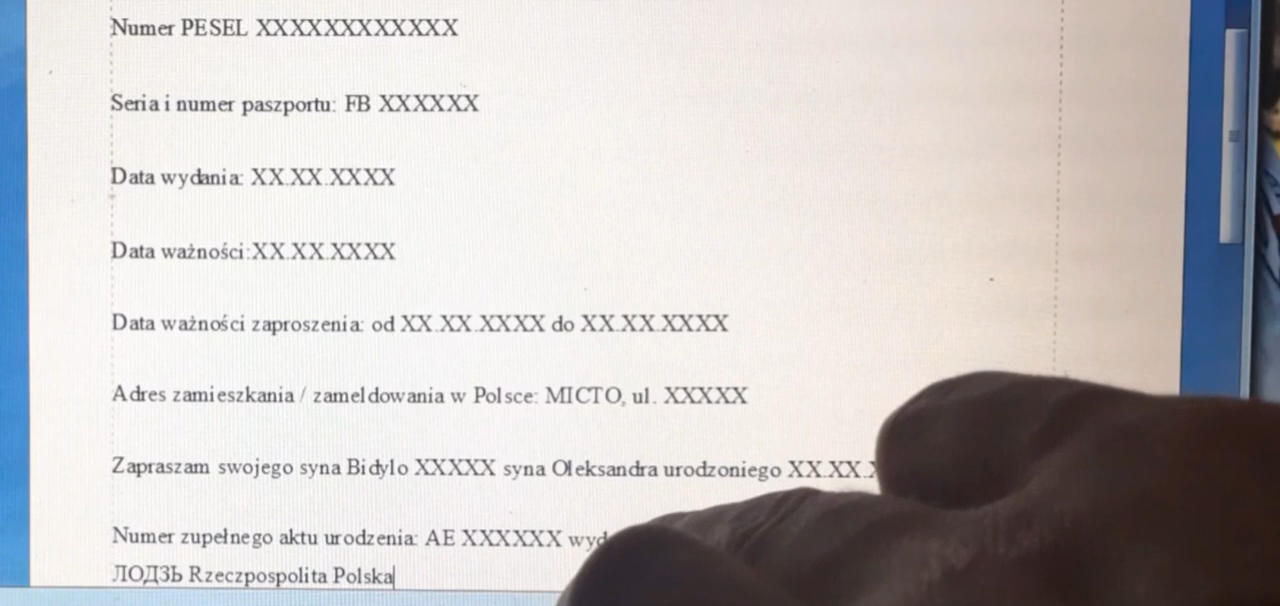 Numer PESEL XXXXXXXXXXXX
Seria i numer paszportu: FB XXXXXX
Data wydania: XX.XX.XXXX
Data ważności:XX.XX.XXXX
Data ważności zaproszenia: od XX.XX.XXXX do XX.XX.XXXX
Adres zamieszkania / zameldowania w Polsce: MICTO, ul. XXXXX
Zapraszam swojego syna Bidylo XXXXX syna Oleksandra urodzoniego XX.XX.
Numer zupełnego aktu urodzenia: AE XXXXXX
ЛОДЗЬ Rzeczpospolita Polska